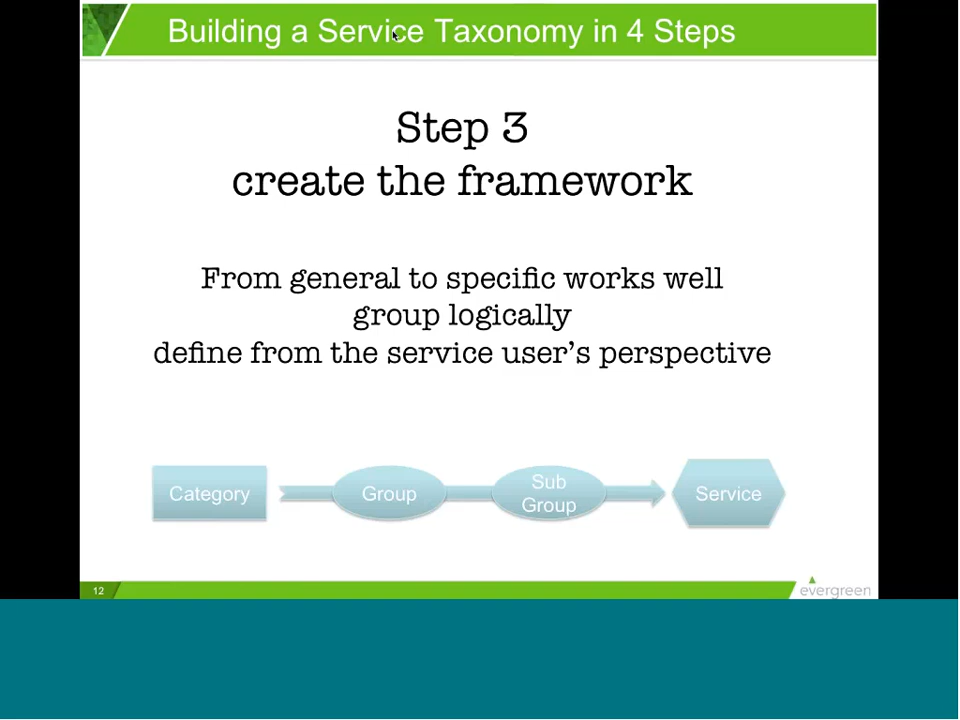 Building a Service Taxonomy in 4 Steps
Step 3
create the framework
From general to specific works well
group logically
define from the service user's perspective
Category
Group
Sub
Group
Service
12
evergreen